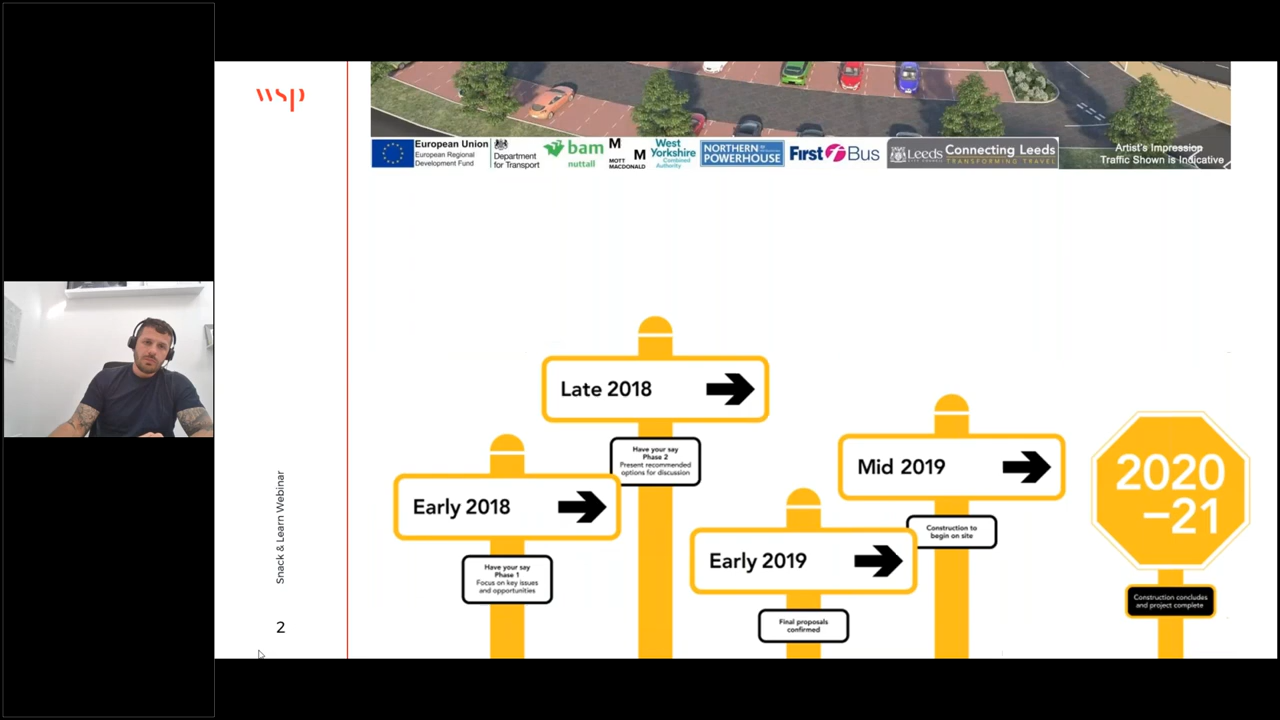 wsp
European Union
European Regional
Development Fund
Department
for Transport
bam
nuttall
M
M
MOTT
MACDONALD
West
Yorkshire
Combined
Authority
NORTHERN
POWERHOUSE
First Bus
Leeds
Connecting Leeds
TRANSFORMING TRAVEL
Artist's Impression
Traffic Shown is Indicative
Late 2018
Have your say
Phase 2
Present recommended
options for discussion
Early 2018
Have your say
Phase 1
Focus on key issues
and opportunities
Mid 2019
Construction to
begin on site
Early 2019
Final proposals
confirmed
2020
–21
Construction concludes
and project complete
Snack & Learn Webinar
2